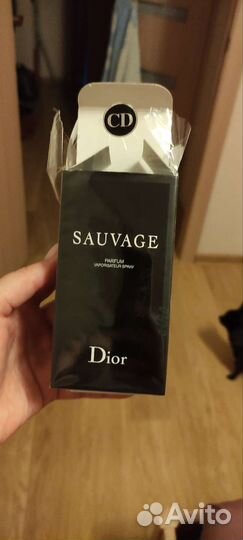 CD
SAUVAGE
PARFUM
VAPORISATEUR SPRAY
Dior
Avito